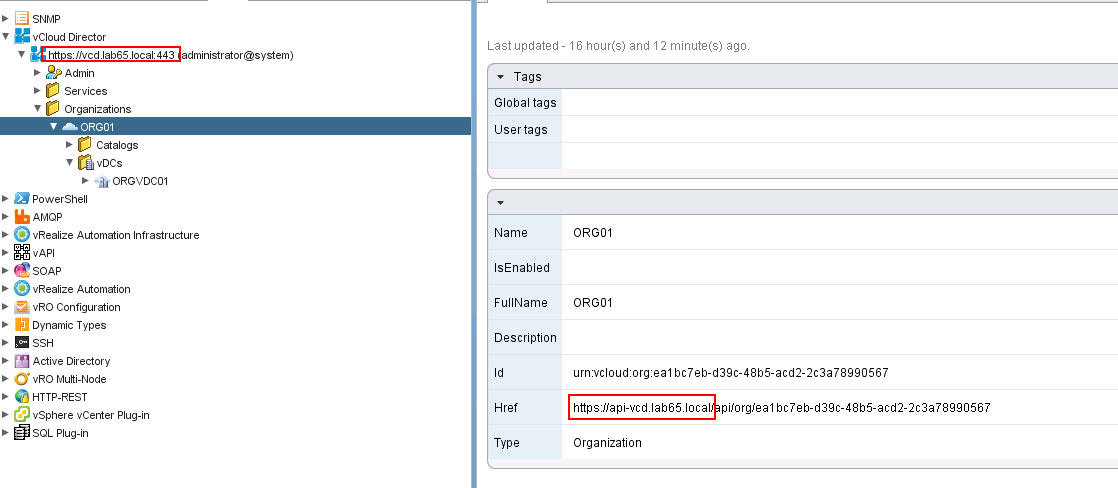 SNMP
vCloud Director
https://vcd.lab65.local:443 (administrator@system)
Admin
Services
Organizations
ORG01
Catalogs
vDCs
ORGVDC01
PowerShell
AMQP
vRealize Automation Infrastructure
vAPI
SOAP
vRealize Automation
vRO Configuration
Dynamic Types
SSH
Active Directory
vRO Multi-Node
HTTP-REST
vSphere vCenter Plug-in
SQL Plug-in
Last updated - 16 hour(s) and 12 minute(s) ago.
Tags
Global tags
User tags
Name ORG01
IsEnabled
FullName ORG01
Description
Id urn:vcloud:org:ea1bc7eb-d39c-48b5-acd2-2c3a78990567
Href https://api-vcd.lab65.local/api/org/ea1bc7eb-d39c-48b5-acd2-2c3a78990567
Type Organization